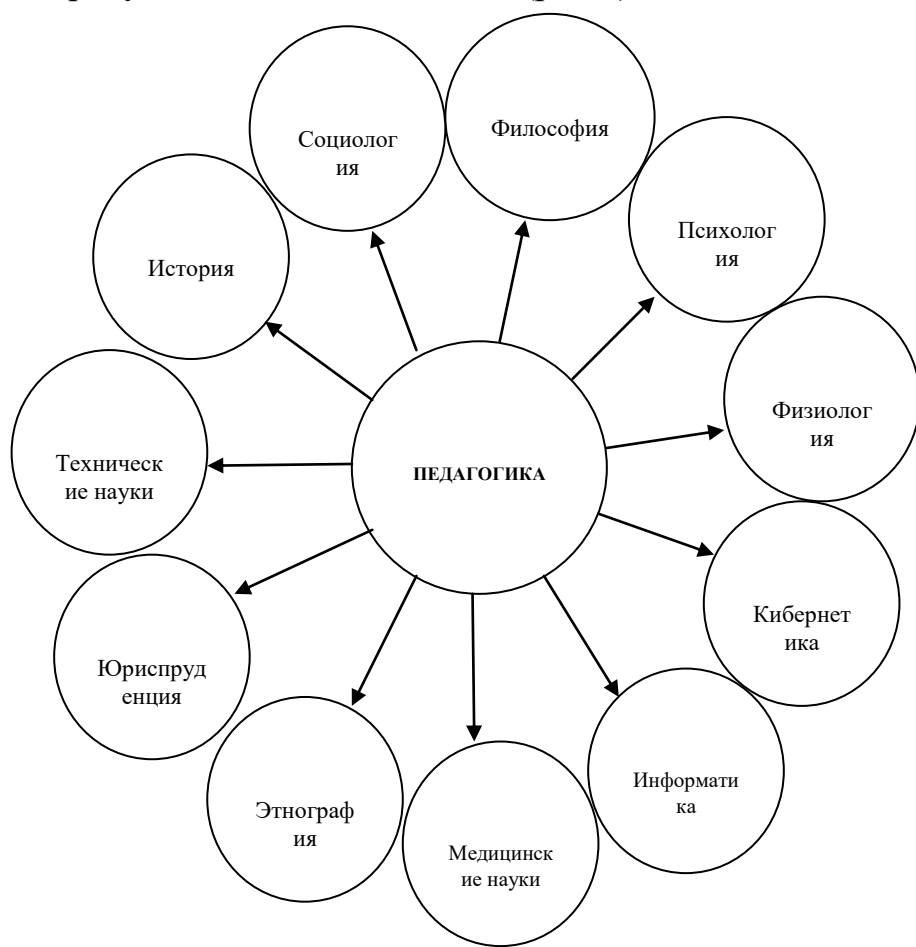 Социолог
ия
Философия
Психолог
ия
История
Физиолог
ия
Техническ
ие науки
ПЕДАГОГИКА
Кибернет
ика
Юриспруд
енция
Информати
ка
Этнограф
ия
Медицинск
ие науки